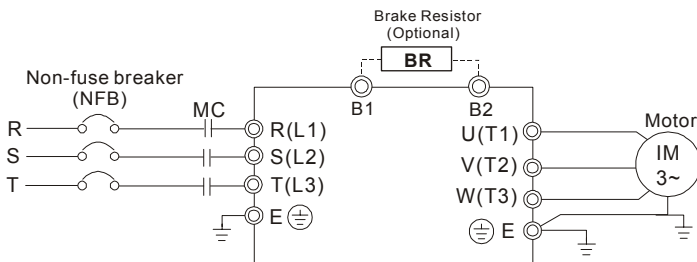 Brake Resistor
(Optional)
BR
Non-fuse breaker
(NFB)
MC
B1
B2
R
R(L1)
U(T1)
Motor
S
S(L2)
V(T2)
IM
3~
T
T(L3)
W(T3)
E
E